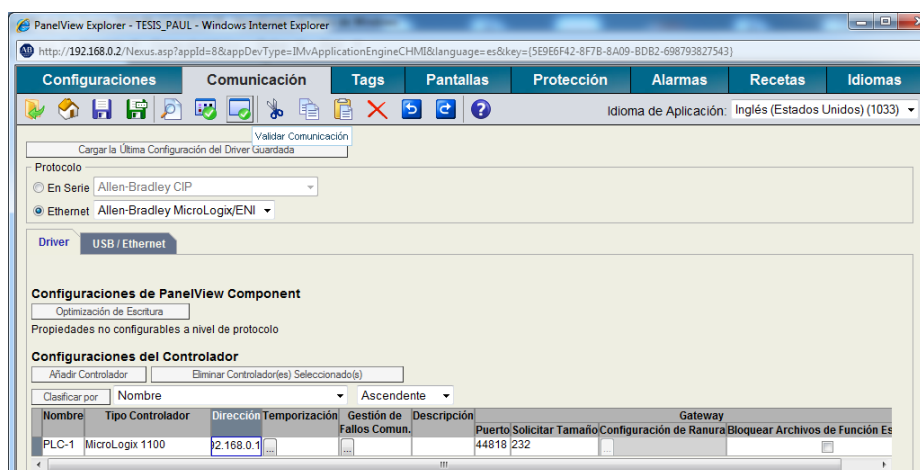 PanelView Explorer - TESIS_PAUL - Windows Internet Explorer
http://192.168.0.2/Nexus.asp?appId=8&appDevType=IMvApplicationEngineCHMI&language=es&key={5E9E6F42-8F7B-8A09-BDB2-698793827543}
Configuraciones Comunicación Tags Pantallas Protección Alarmas Recetas Idiomas
Idioma de Aplicación: Inglés (Estados Unidos) (1033)
Validar Comunicación
Cargar la Última Configuración del Driver Guardada
Protocolo
En Serie Allen-Bradley CIP
Ethernet Allen-Bradley MicroLogix/ENI
Driver USB / Ethernet
Configuraciones de PanelView Component
Optimización de Escritura
Propiedades no configurables a nivel de protocolo
Configuraciones del Controlador
Añadir Controlador Eliminar Controlador(es) Seleccionado(s)
Clasificar por Nombre Ascendente
Nombre Tipo Controlador Dirección Temporización Gestión de Fallos Comun. Descripción Gateway
Puerto Solicitar Tamaño Configuración de Ranura Bloquear Archivos de Función Es
PLC-1 MicroLogix 1100 92.168.0.1 ... ... 44818 232 ...